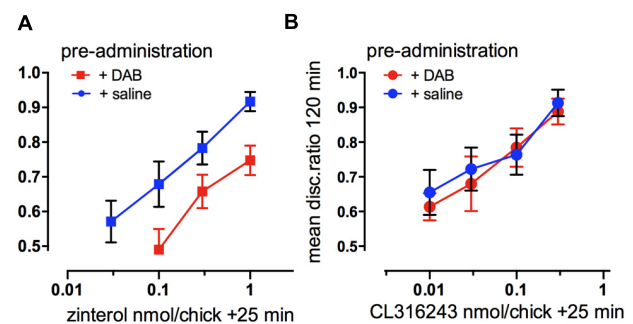 A
pre-administration
+ DAB
+ saline
1.0
0.9
0.8
0.7
0.6
0.5
0.01
0.1
1
zinterol nmol/chick +25 min
B
pre-administration
+ DAB
+ saline
mean disc.ratio 120 min
1.0
0.9
0.8
0.7
0.6
0.5
0.01
0.1
1
CL316243 nmol/chick +25 min